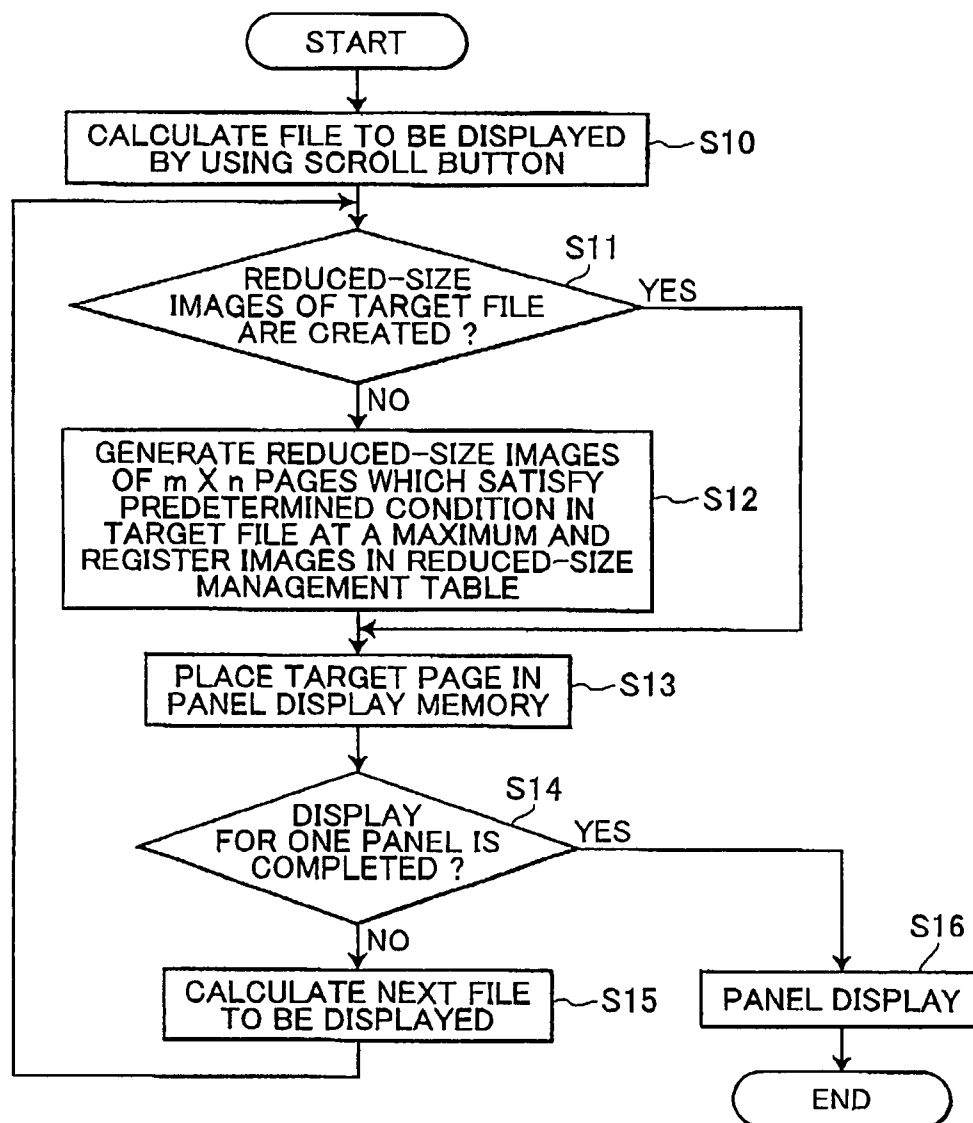 START
CALCULATE FILE TO BE DISPLAYED
BY USING SCROLL BUTTON
S10
S11
REDUCED-SIZE
IMAGES OF TARGET FILE
ARE CREATED ?
YES
NO
GENERATE REDUCED-SIZE IMAGES
OF m X n PAGES WHICH SATISFY
PREDETERMINED CONDITION IN
TARGET FILE AT A MAXIMUM AND
REGISTER IMAGES IN REDUCED-SIZE
MANAGEMENT TABLE
S12
PLACE TARGET PAGE IN
PANEL DISPLAY MEMORY
S13
S14
DISPLAY
FOR ONE PANEL IS
COMPLETED ?
YES
NO
S16
CALCULATE NEXT FILE
TO BE DISPLAYED
S15
PANEL DISPLAY
END